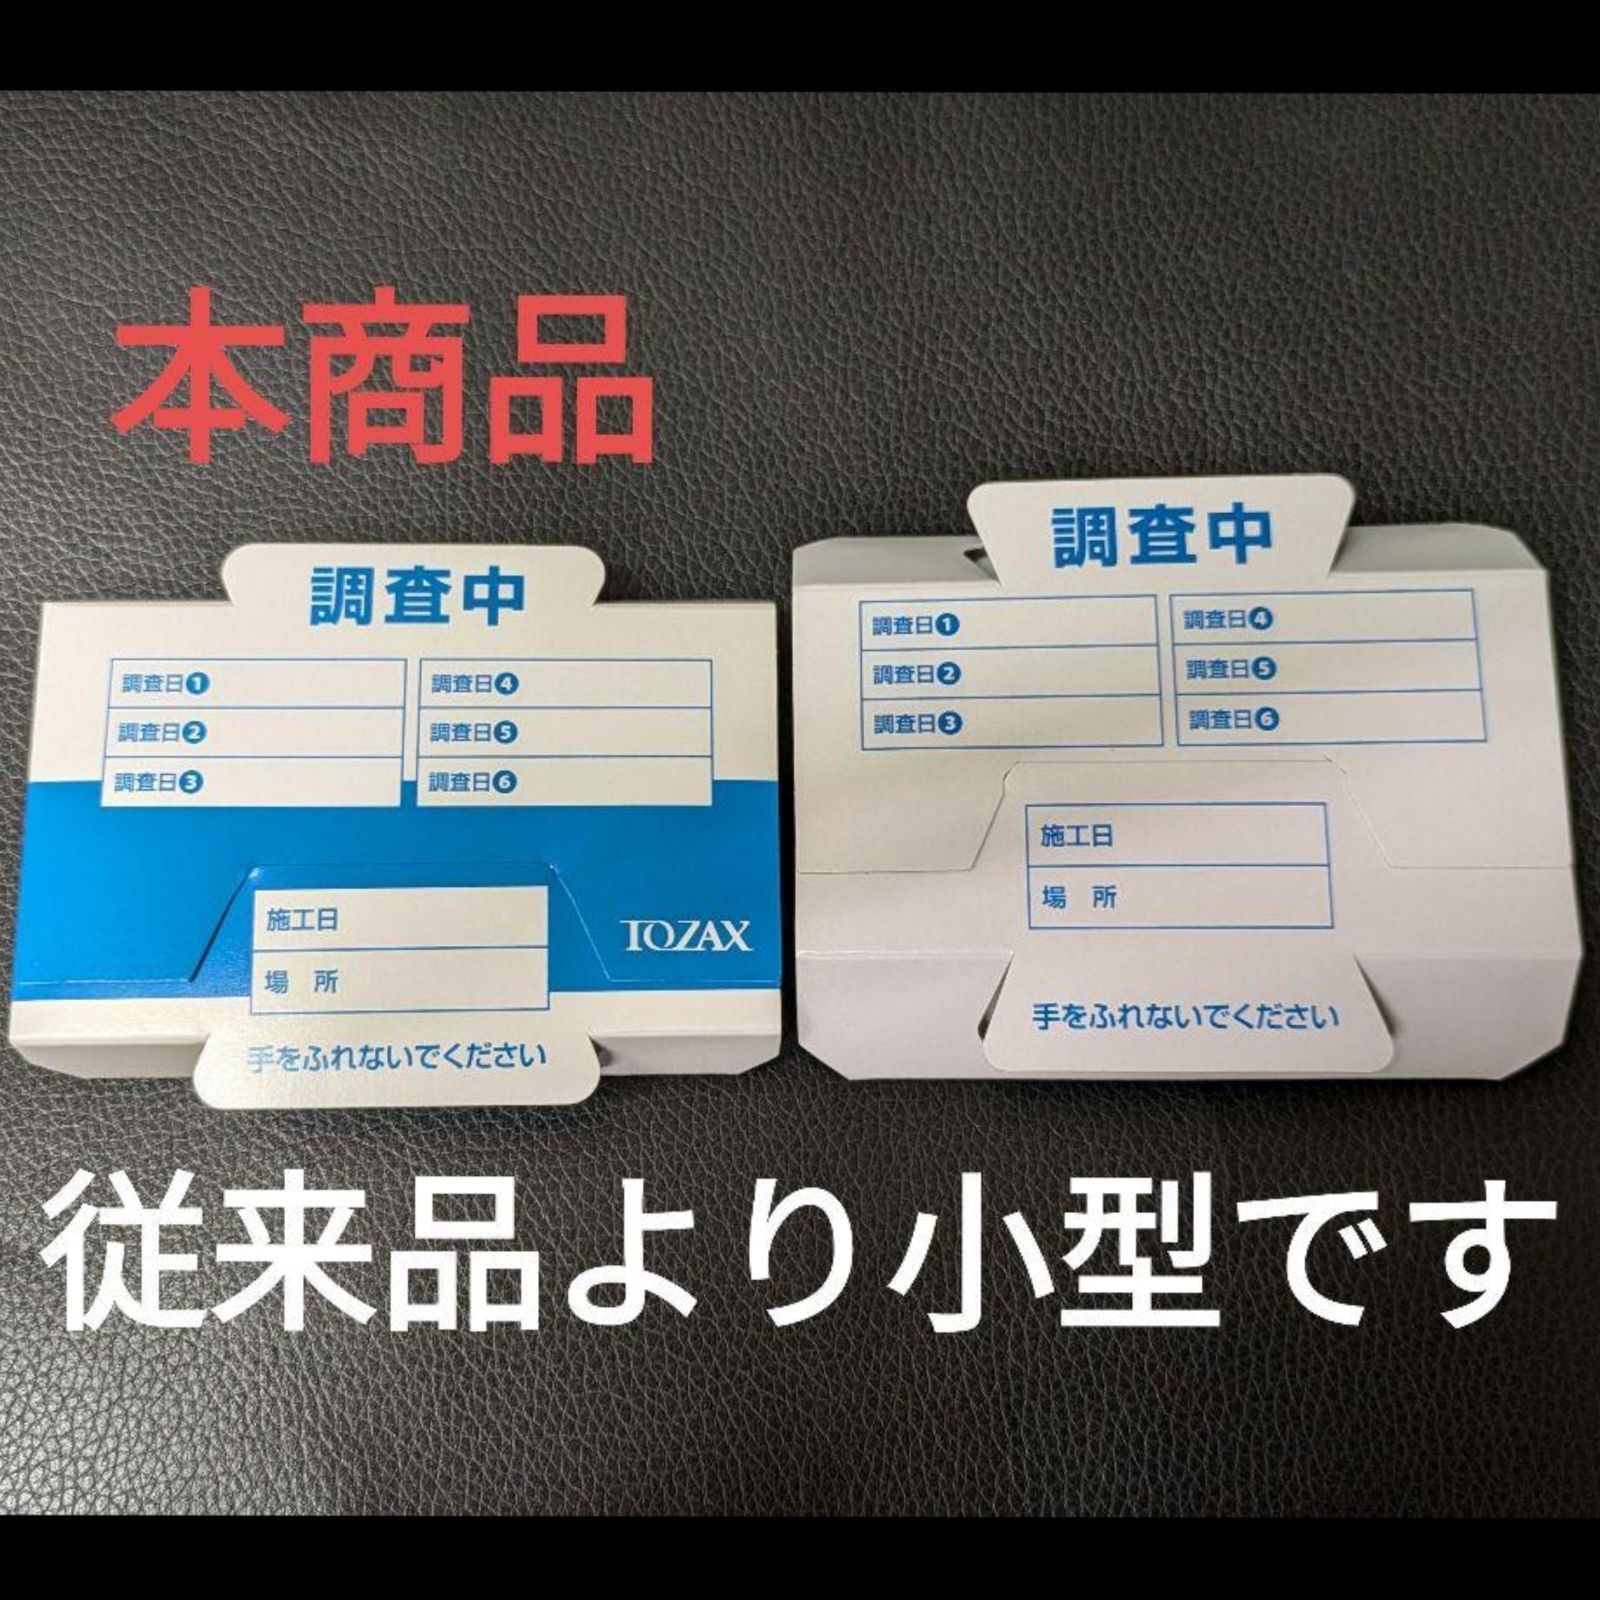 本商品
調査中
調査日❶
調査日❹
調査日❷
調査日❺
調査日❸
調査日❻
施工日
場 所
TOZAX
手をふれないでください
調査中
調査日❶
調査日❹
調査日❷
調査日❺
調査日❸
調査日❻
施工日
場 所
手をふれないでください
従来品より小型です